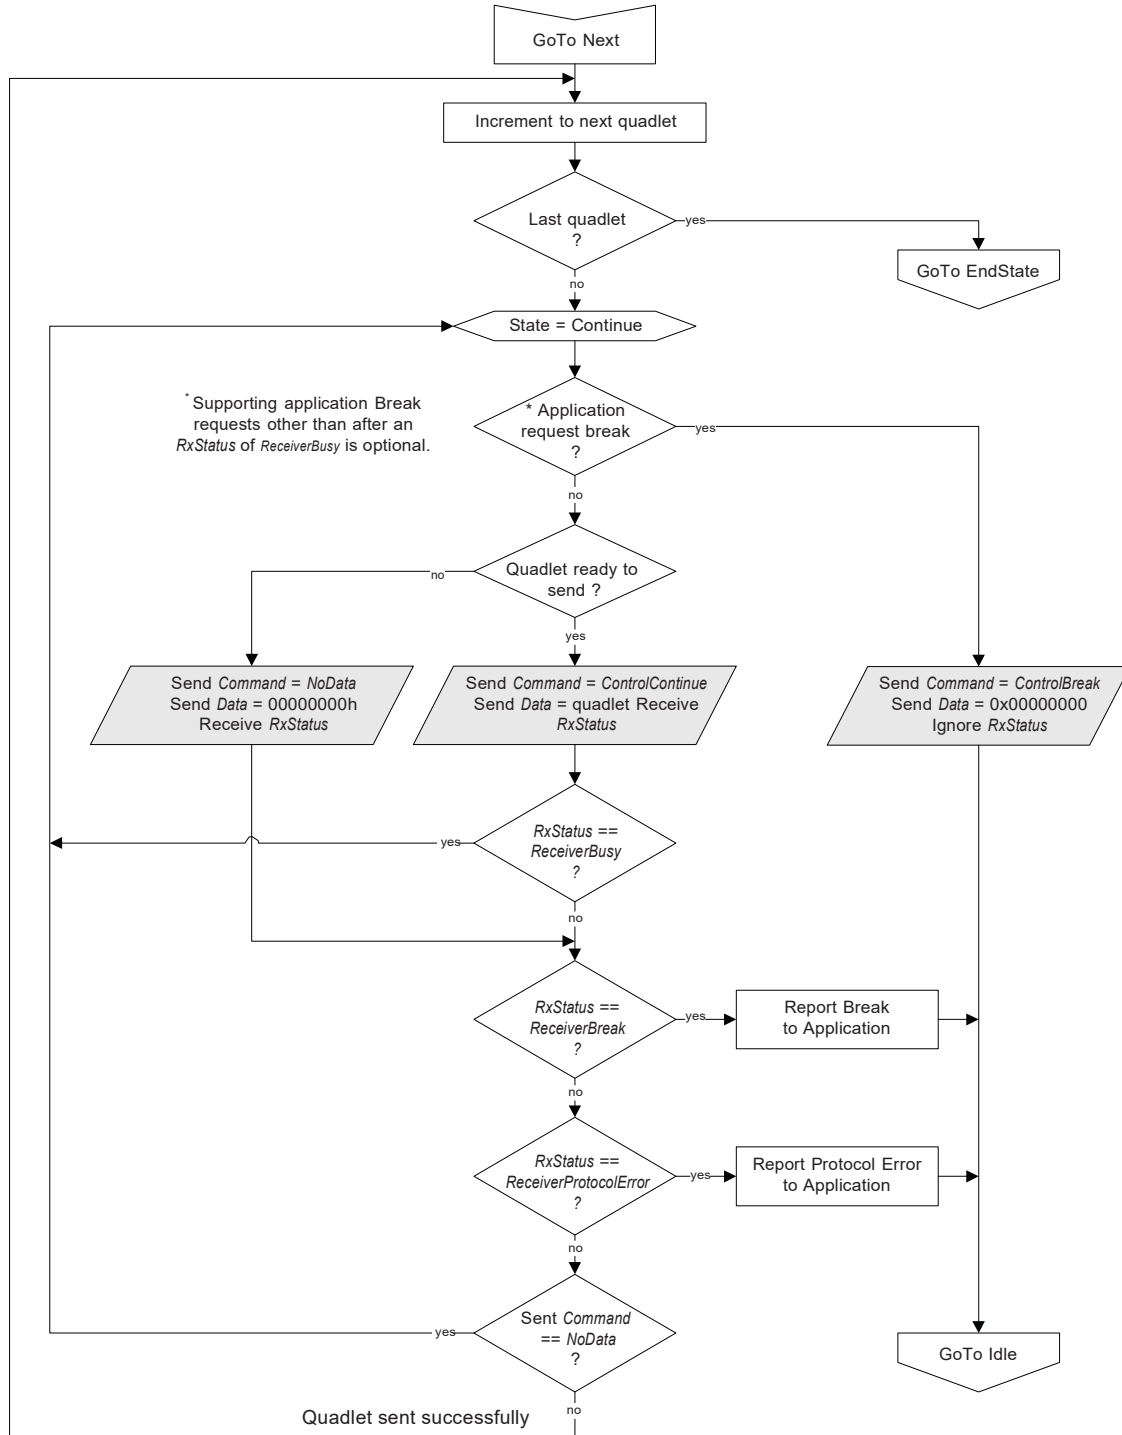 GoTo Next
Increment to next quadlet
Last quadlet
?
yes
GoTo EndState
no
State = Continue
* Supporting application Break
requests other than after an
RxStatus of ReceiverBusy is optional.
* Application
request break
?
yes
no
Quadlet ready to
send ?
no
yes
Send Command = NoData
Send Data = 00000000h
Receive RxStatus
Send Command = ControlContinue
Send Data = quadlet Receive
RxStatus
Send Command = ControlBreak
Send Data = 0x00000000
Ignore RxStatus
RxStatus ==
ReceiverBusy
?
yes
no
RxStatus ==
ReceiverBreak
?
yes
Report Break
to Application
no
RxStatus ==
ReceiverProtocolError
?
yes
Report Protocol Error
to Application
no
Sent Command
== NoData
?
yes
GoTo Idle
no
Quadlet sent successfully